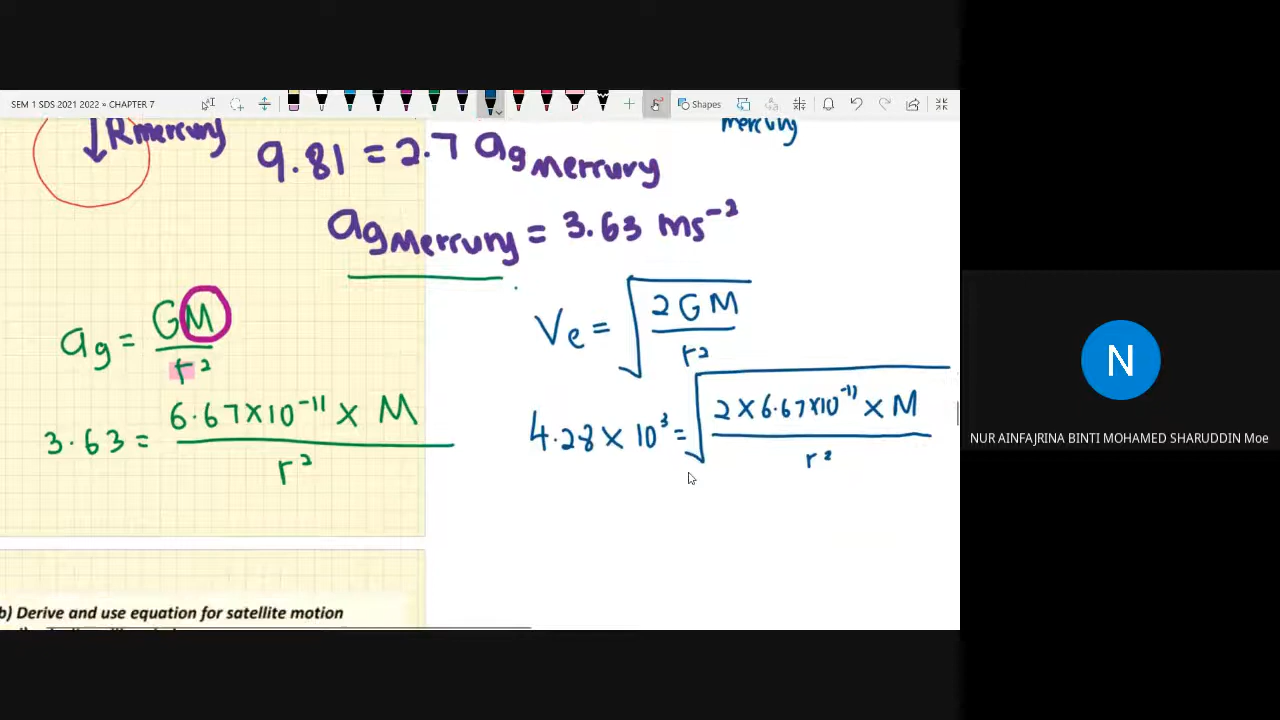 SEM 1 SDS 2021 2022 » CHAPTER 7
Shapes
Rmercury
mercury
9.81 = 2.7 ag mercury
ag Mercury = 3.63 ms⁻²
ag = GM / r²
3.63 = 6.67 × 10⁻¹¹ × M / r²
Ve = √(2GM / r²)
4.28 × 10³ = √(2 × 6.67 × 10⁻¹¹ × M / r²)
b) Derive and use equation for satellite motion
N
NUR AINFAJRINA BINTI MOHAMED SHARUDDIN Moe